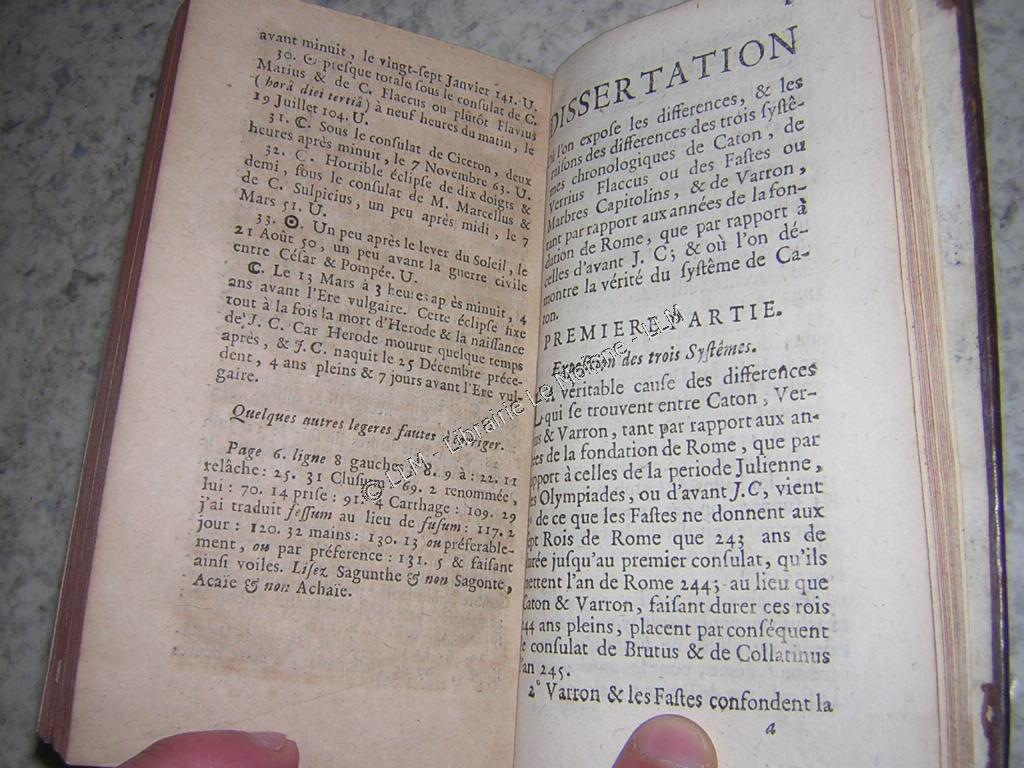 avant minuit, le vingt-sept Janvier 141. U.
30. & presque totale sous le consulat de C.
Marius & de C. Flaccus ou plûtôt Flavius
(horâ diei tertiâ) à neuf heures du matin, le
19 Juillet 104. U.
31. ☾. Sous le consulat de Ciceron, deux
heures après minuit, le 7 Novembre 63. U.
32. ☾. Horrible éclipse de dix doigts &
demi, sous le consulat de M. Marcellus &
de C. Sulpicius, un peu après midi, le 7
Mars 51. U.
33. ☉. Un peu après le lever du Soleil, le
21 Août 50, un peu avant la guerre civile
entre César & Pompée. U.
☾. Le 13 Mars à 3 heures ap ès minuit, 4
ans avant l'Ere vulgaire. Cette éclipse fixe
tout à la fois la mort d'Herode & la naissance
de J. C. Car Herode mourut quelque temps
après, & J. C. naquit le 25 Décembre préce-
dent, 4 ans pleins & 7 jours avant l'Ere vul-
gaire.
Quelques autres legeres fautes à corriger.
Page 6. ligne 8 gauche: 8. 9 à: 22. 11
relâche: 25. 31 Clusium: 69. 2 renommée,
lui: 70. 14 prise: 91. 4 Carthage: 109. 29
j'ai traduit fessum au lieu de fusum: 117. 2
jour: 120. 32 mains: 130. 13 ou préferable-
ment, ou par préference: 131. 5 & faisant
ainsi voiles. Lisez Sagunthe & non Sagonte,
Acaïe & non Achaïe.
DISSERTATION
Où l'on expose les differences, & les
raisons des differences des trois systê-
mes chronologiques de Caton, de
Verrius Flaccus ou des Fastes ou
Marbres Capitolins, & de Varron,
tant par rapport aux années de la fon-
dation de Rome, que par rapport à
celles d'avant J. C; & où l'on dé-
montre la vérité du systême de Ca-
ton.
PREMIERE PARTIE.
Exposition des trois Systêmes.
La véritable cause des differences
qui se trouvent entre Caton, Ver-
rius & Varron, tant par rapport aux an-
nées de la fondation de Rome, que par
rapport à celles de la periode Julienne,
des Olympiades, ou d'avant J. C, vient
de ce que les Fastes ne donnent aux
sept Rois de Rome que 243 ans de
durée jusqu'au premier consulat, qu'ils
mettent l'an de Rome 244; au lieu que
Caton & Varron, faisant durer ces rois
244 ans pleins, placent par conséquent
le consulat de Brutus & de Collatinus
l'an 245.
2° Varron & les Fastes confondent la
a
© LLM - Librairie Le Moigne - LLM